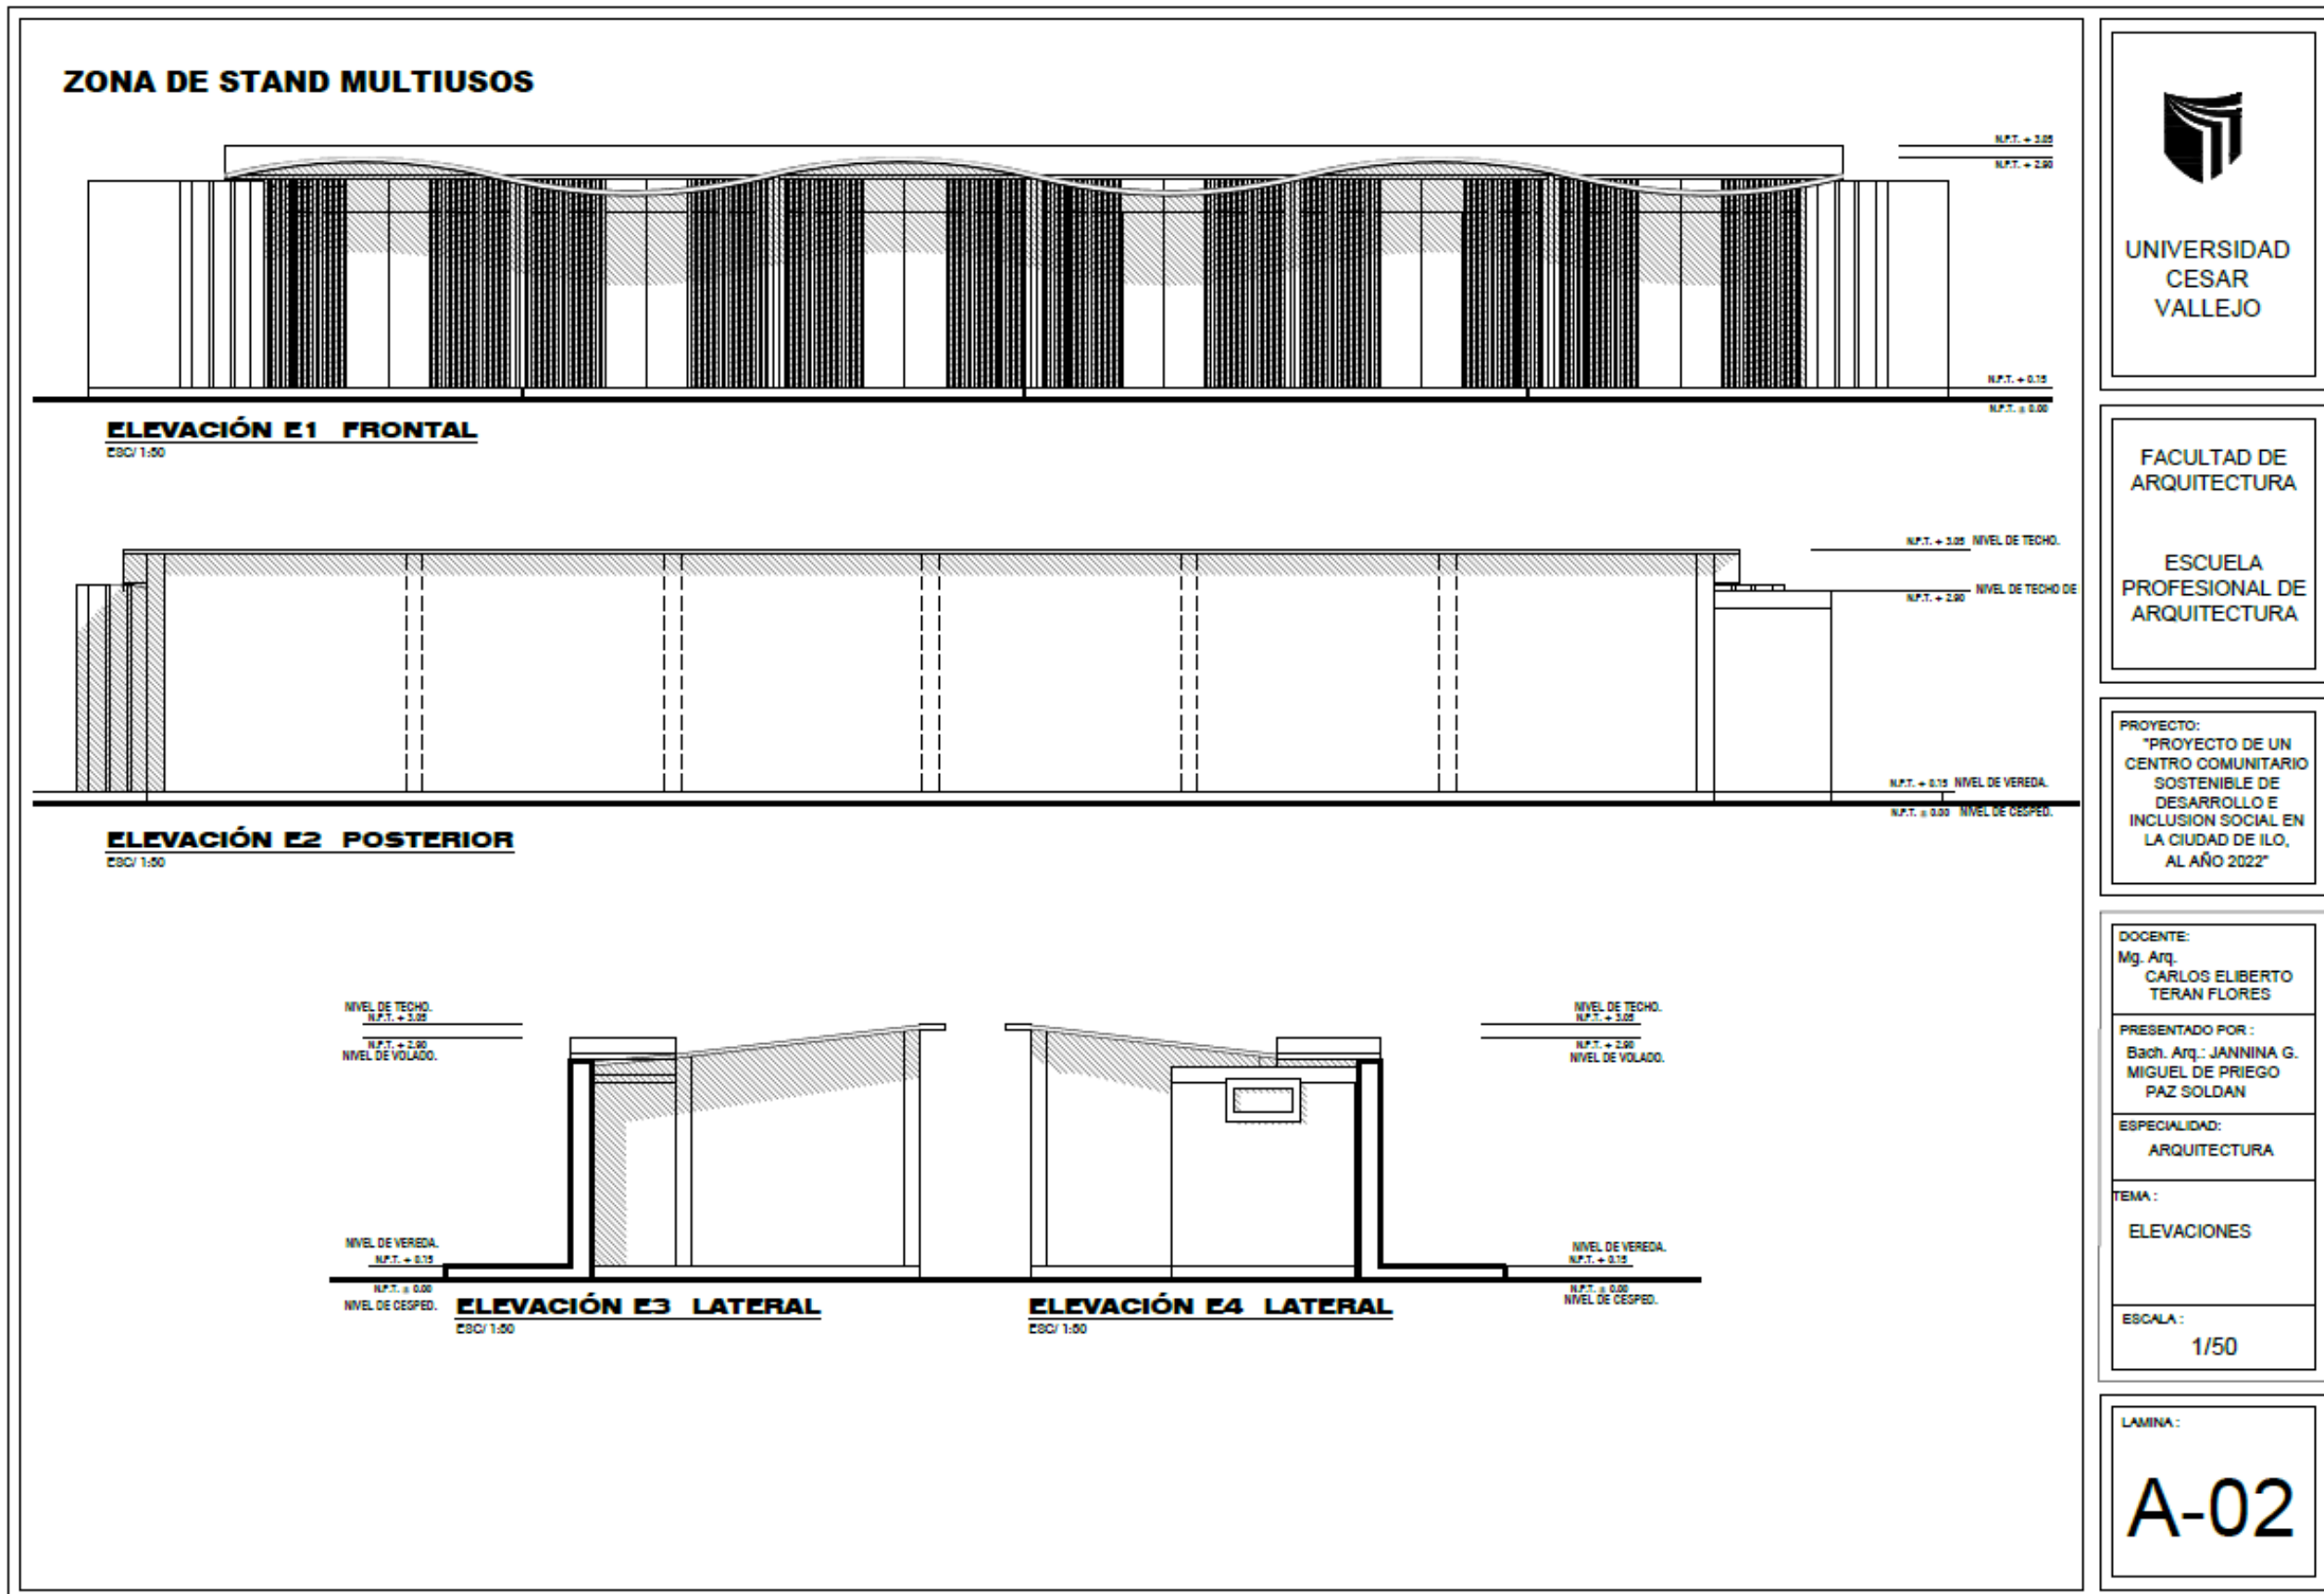 ZONA DE STAND MULTIUSOS
N.P.T. + 3.05
N.P.T. + 2.90
N.P.T. + 0.15
N.P.T. ± 0.00
ELEVACIÓN E1 FRONTAL
ESC/ 1:50
N.P.T. + 3.05 NIVEL DE TECHO.
NIVEL DE TECHO DE
N.P.T. + 2.90
N.P.T. + 0.15 NIVEL DE VEREDA.
N.P.T. ± 0.00 NIVEL DE CESPED.
ELEVACIÓN E2 POSTERIOR
ESC/ 1:50
NIVEL DE TECHO.
N.P.T. + 3.05
N.P.T. + 2.90
NIVEL DE VOLADO.
NIVEL DE VEREDA.
N.P.T. + 0.15
N.P.T. ± 0.00
NIVEL DE CESPED.
ELEVACIÓN E3 LATERAL
ESC/ 1:50
NIVEL DE TECHO.
N.P.T. + 3.05
N.P.T. + 2.90
NIVEL DE VOLADO.
NIVEL DE VEREDA.
N.P.T. + 0.15
N.P.T. ± 0.00
NIVEL DE CESPED.
ELEVACIÓN E4 LATERAL
ESC/ 1:50
UNIVERSIDAD
CESAR
VALLEJO
FACULTAD DE
ARQUITECTURA
ESCUELA
PROFESIONAL DE
ARQUITECTURA
PROYECTO:
"PROYECTO DE UN
CENTRO COMUNITARIO
SOSTENIBLE DE
DESARROLLO E
INCLUSION SOCIAL EN
LA CIUDAD DE ILO,
AL AÑO 2022"
DOCENTE:
Mg. Arq.
CARLOS ELIBERTO
TERAN FLORES
PRESENTADO POR :
Bach. Arq.: JANNINA G.
MIGUEL DE PRIEGO
PAZ SOLDAN
ESPECIALIDAD:
ARQUITECTURA
TEMA :
ELEVACIONES
ESCALA :
1/50
LAMINA :
A-02